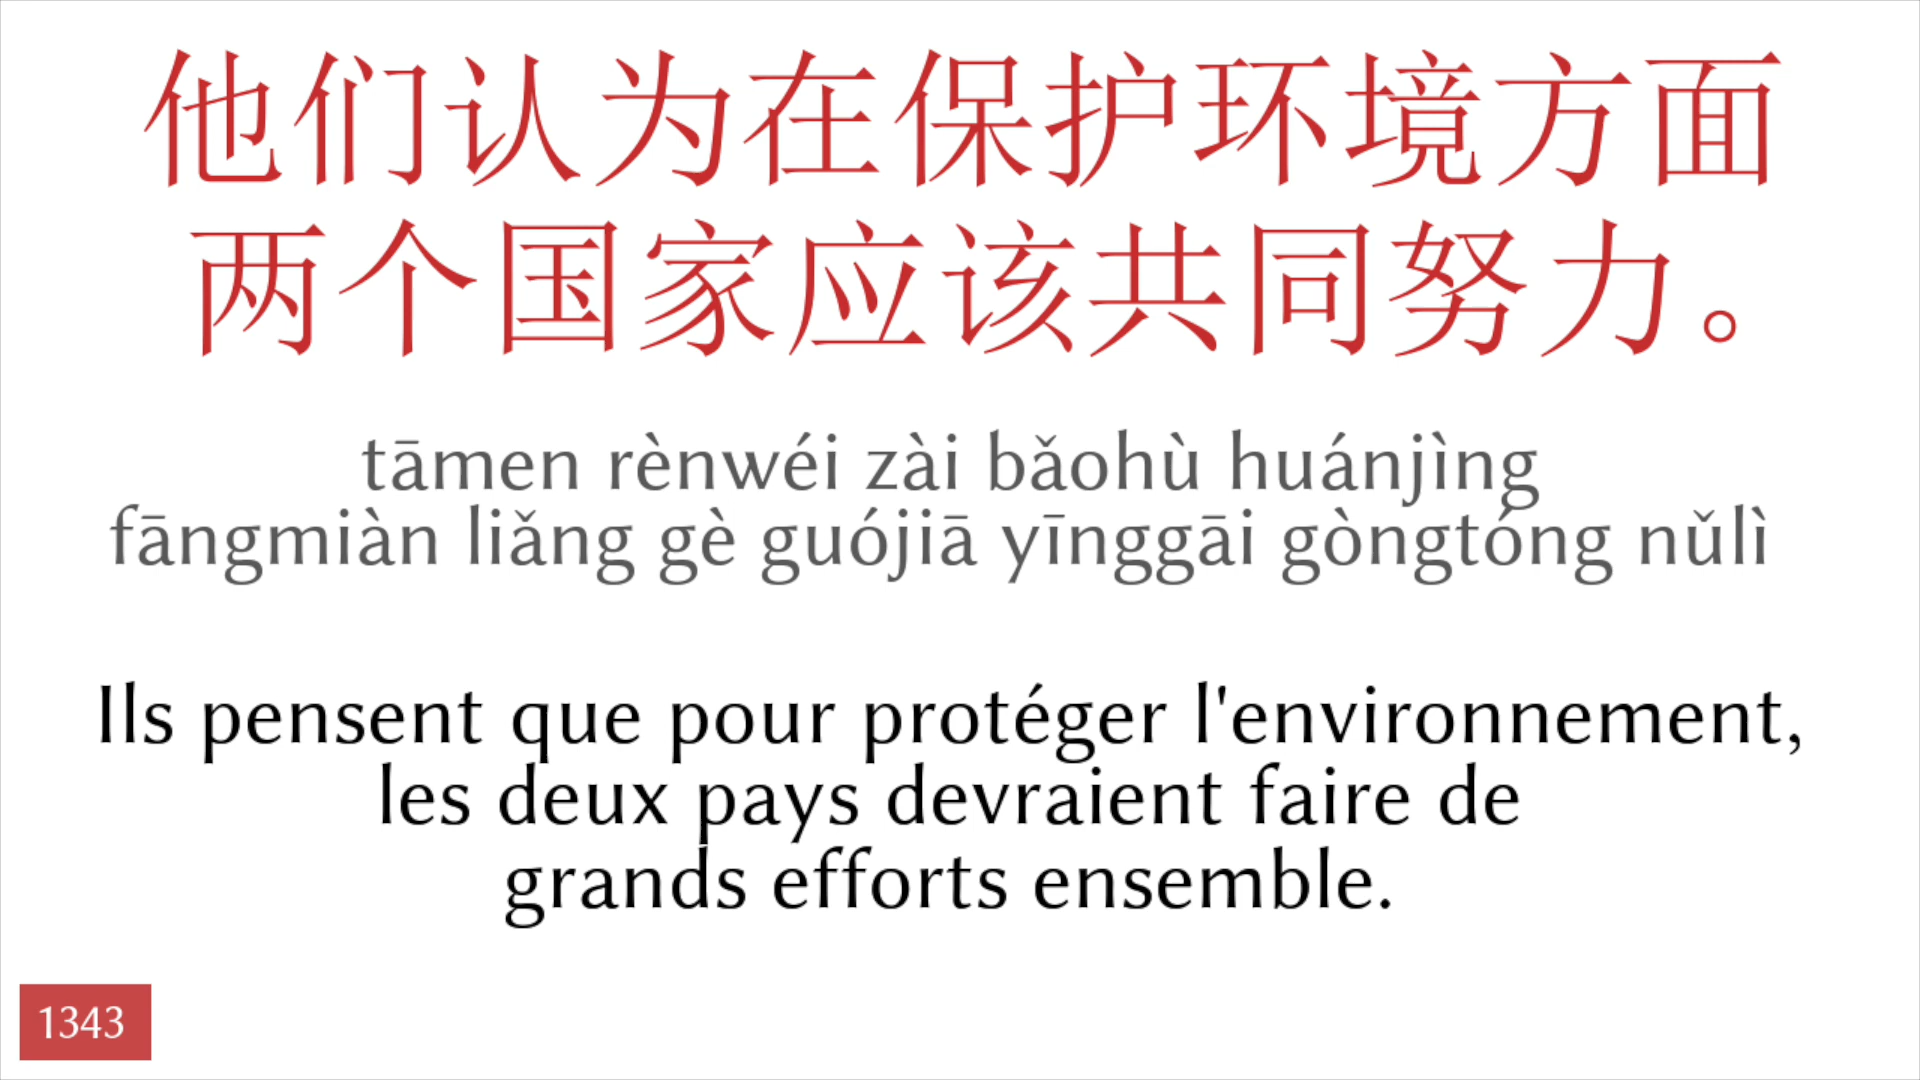 他们认为在保护环境方面
两个国家应该共同努力。
tāmen rènwéi zài bǎohù huánjìng
fāngmiàn liǎng gè guójiā yīnggāi gòngtóng nǔlì
Ils pensent que pour protéger l'environnement,
les deux pays devraient faire de
grands efforts ensemble.
1343